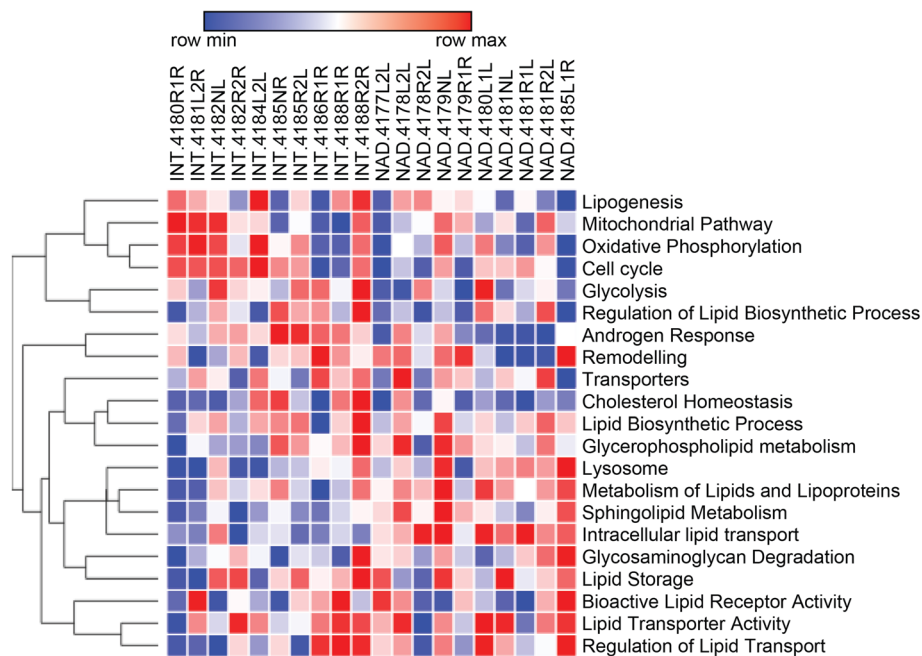 row min row max
INT.4180R1R
INT.4181L2R
INT.4182NL
INT.4182R2R
INT.4184L2L
INT.4185NR
INT.4185R2L
INT.4186R1R
INT.4188R1R
INT.4188R2R
NAD.4177L2L
NAD.4178L2L
NAD.4178R2L
NAD.4179NL
NAD.4179R1R
NAD.4180L1L
NAD.4181NL
NAD.4181R1L
NAD.4181R2L
NAD.4185L1R
Lipogenesis
Mitochondrial Pathway
Oxidative Phosphorylation
Cell cycle
Glycolysis
Regulation of Lipid Biosynthetic Process
Androgen Response
Remodelling
Transporters
Cholesterol Homeostasis
Lipid Biosynthetic Process
Glycerophospholipid metabolism
Lysosome
Metabolism of Lipids and Lipoproteins
Sphingolipid Metabolism
Intracellular lipid transport
Glycosaminoglycan Degradation
Lipid Storage
Bioactive Lipid Receptor Activity
Lipid Transporter Activity
Regulation of Lipid Transport